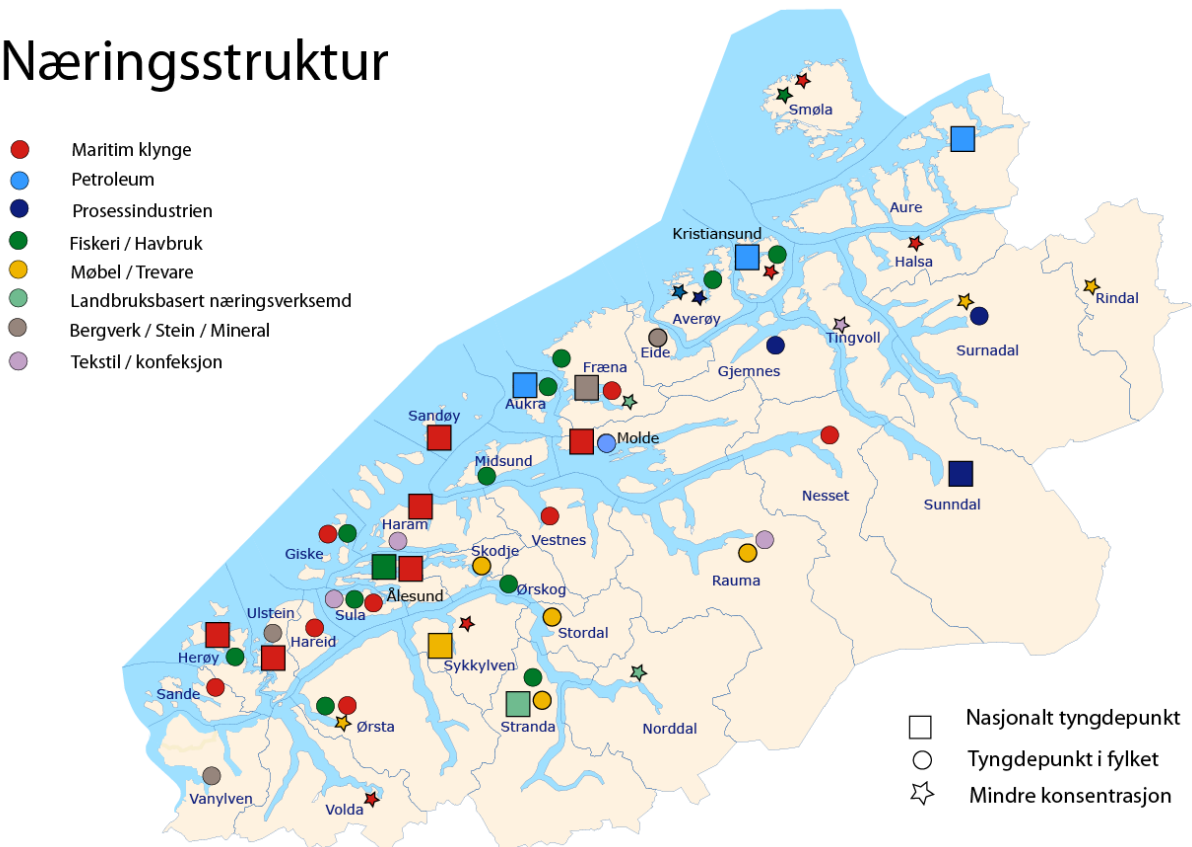 Næringsstruktur
Maritim klynge
Petroleum
Prosessindustrien
Fiskeri / Havbruk
Møbel / Trevare
Landbruksbasert næringsverksemd
Bergverk / Stein / Mineral
Tekstil / konfeksjon
Smøla
Aure
Kristiansund
Halsa
Rindal
Averøy
Tingvoll
Eide
Surnadal
Fræna
Gjemnes
Aukra
Sandøy
Molde
Midsund
Nesset
Sunndal
Haram
Vestnes
Giske
Skodje
Rauma
Ørskog
Ålesund
Ulstein
Sula
Stordal
Hareid
Herøy
Sykkylven
Sande
Ørsta
Stranda
Norddal
Vanylven
Volda
Nasjonalt tyngdepunkt
Tyngdepunkt i fylket
Mindre konsentrasjon